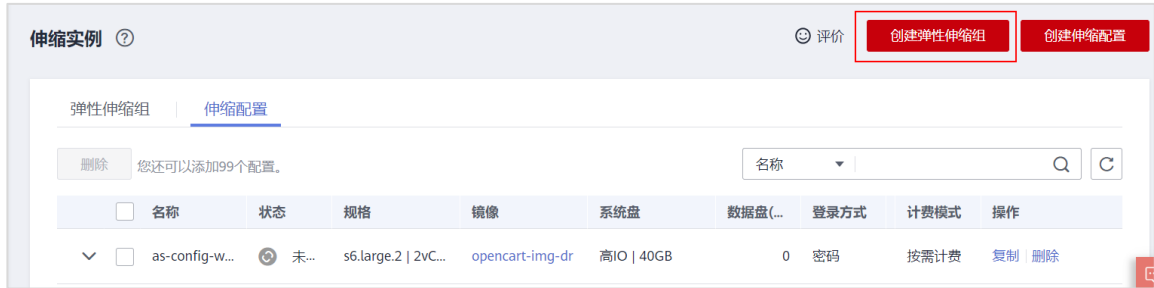 伸缩实例 评价 创建弹性伸缩组 创建伸缩配置
弹性伸缩组 伸缩配置
删除 您还可以添加99个配置。 名称
名称 状态 规格 镜像 系统盘 数据盘(... 登录方式 计费模式 操作
as-config-w... 未... s6.large.2 | 2vC... opencart-img-dr 高IO | 40GB 0 密码 按需计费 复制 删除